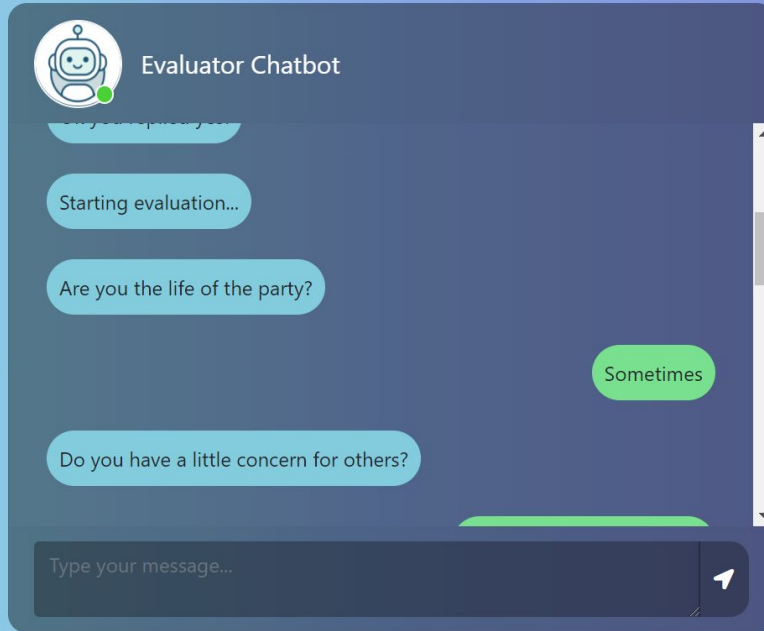 Evaluator Chatbot
Starting evaluation...
Are you the life of the party?
Sometimes
Do you have a little concern for others?
Type your message...